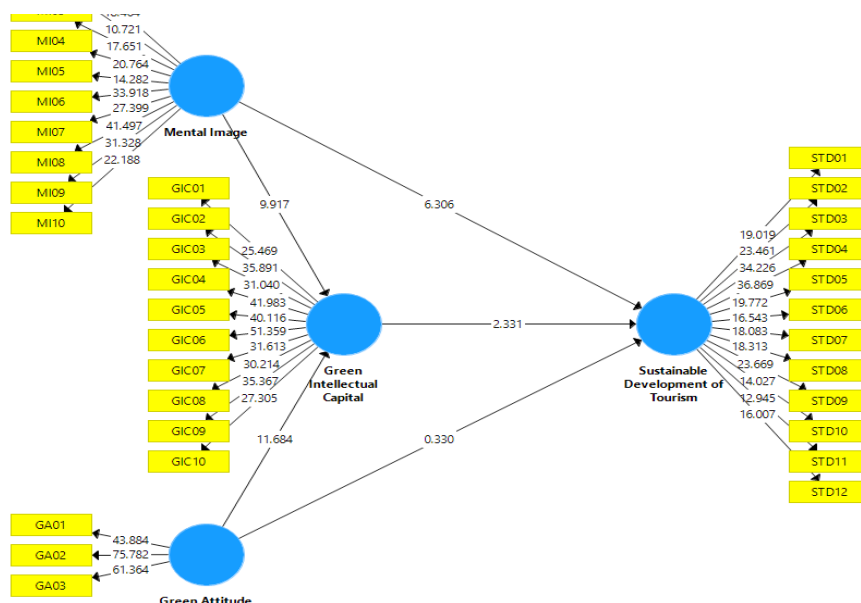 10.721
MI04
17.651
20.764
MI05
14.282
MI06
33.918
27.399
MI07
41.497
31.328
MI08
22.188
MI09
MI10
Mental Image
9.917
6.306
GIC01
GIC02
GIC03
GIC04
GIC05
GIC06
GIC07
GIC08
GIC09
GIC10
25.469
35.891
31.040
41.983
40.116
51.359
31.613
30.214
35.367
27.305
Green
Intellectual
Capital
2.331
11.684
0.330
STD01
STD02
STD03
STD04
STD05
STD06
STD07
STD08
STD09
STD10
STD11
STD12
19.019
23.461
34.226
36.869
19.772
16.543
18.083
18.313
23.669
14.027
12.945
16.007
Sustainable
Development of
Tourism
GA01
GA02
GA03
43.884
75.782
61.364
Green Attitude